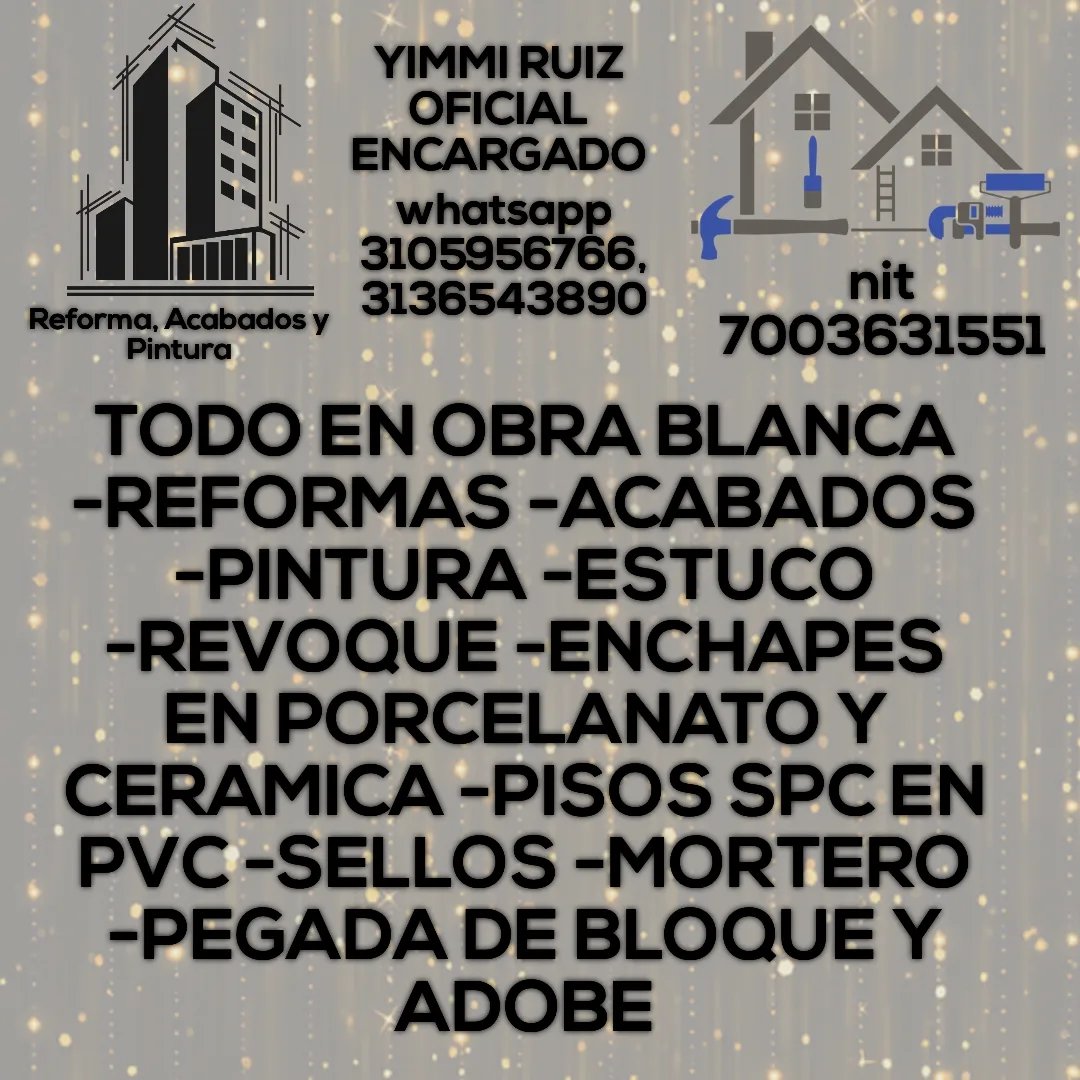 YIMMI RUIZ
OFICIAL
ENCARGADO
whatsapp
3105956766,
3136543890
Reforma, Acabados y
Pintura
nit
7003631551
TODO EN OBRA BLANCA
-REFORMAS -ACABADOS
-PINTURA -ESTUCO
-REVOQUE -ENCHAPES
EN PORCELANATO Y
CERAMICA -PISOS SPC EN
PVC -SELLOS -MORTERO
-PEGADA DE BLOQUE Y
ADOBE